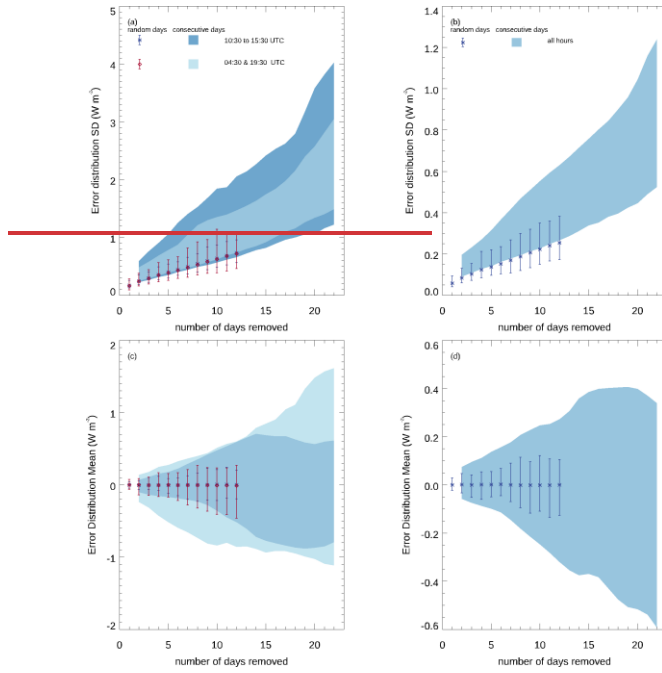 (a)
random days consecutive days
10:30 to 15:30 UTC
04:30 & 19:30 UTC
Error distribution SD (W m⁻²)
5
4
3
2
1
0
0 5 10 15 20
number of days removed
(b)
random days consecutive days
all hours
Error distribution SD (W m⁻²)
1.4
1.2
1.0
0.8
0.6
0.4
0.2
0.0
0 5 10 15 20
number of days removed
(c)
Error Distribution Mean (W m⁻²)
2
1
0
-1
-2
0 5 10 15 20
number of days removed
(d)
Error Distribution Mean (W m⁻²)
0.6
0.4
0.2
0.0
-0.2
-0.4
-0.6
0 5 10 15 20
number of days removed